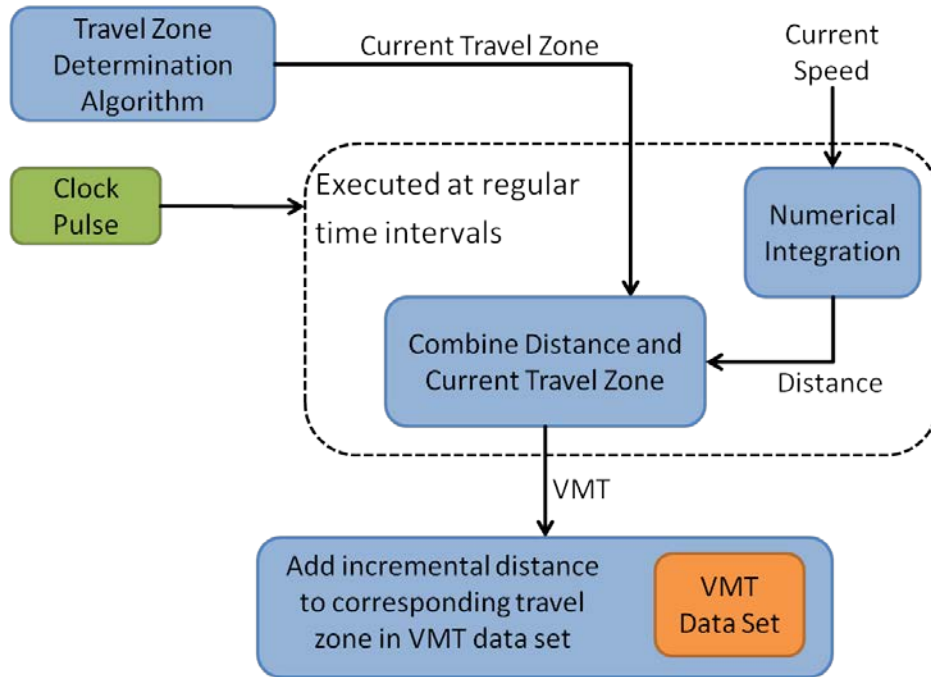 Travel Zone
Determination
Algorithm
Current Travel Zone
Current
Speed
Clock
Pulse
Executed at regular
time intervals
Numerical
Integration
Combine Distance and
Current Travel Zone
Distance
VMT
Add incremental distance
to corresponding travel
zone in VMT data set
VMT
Data Set